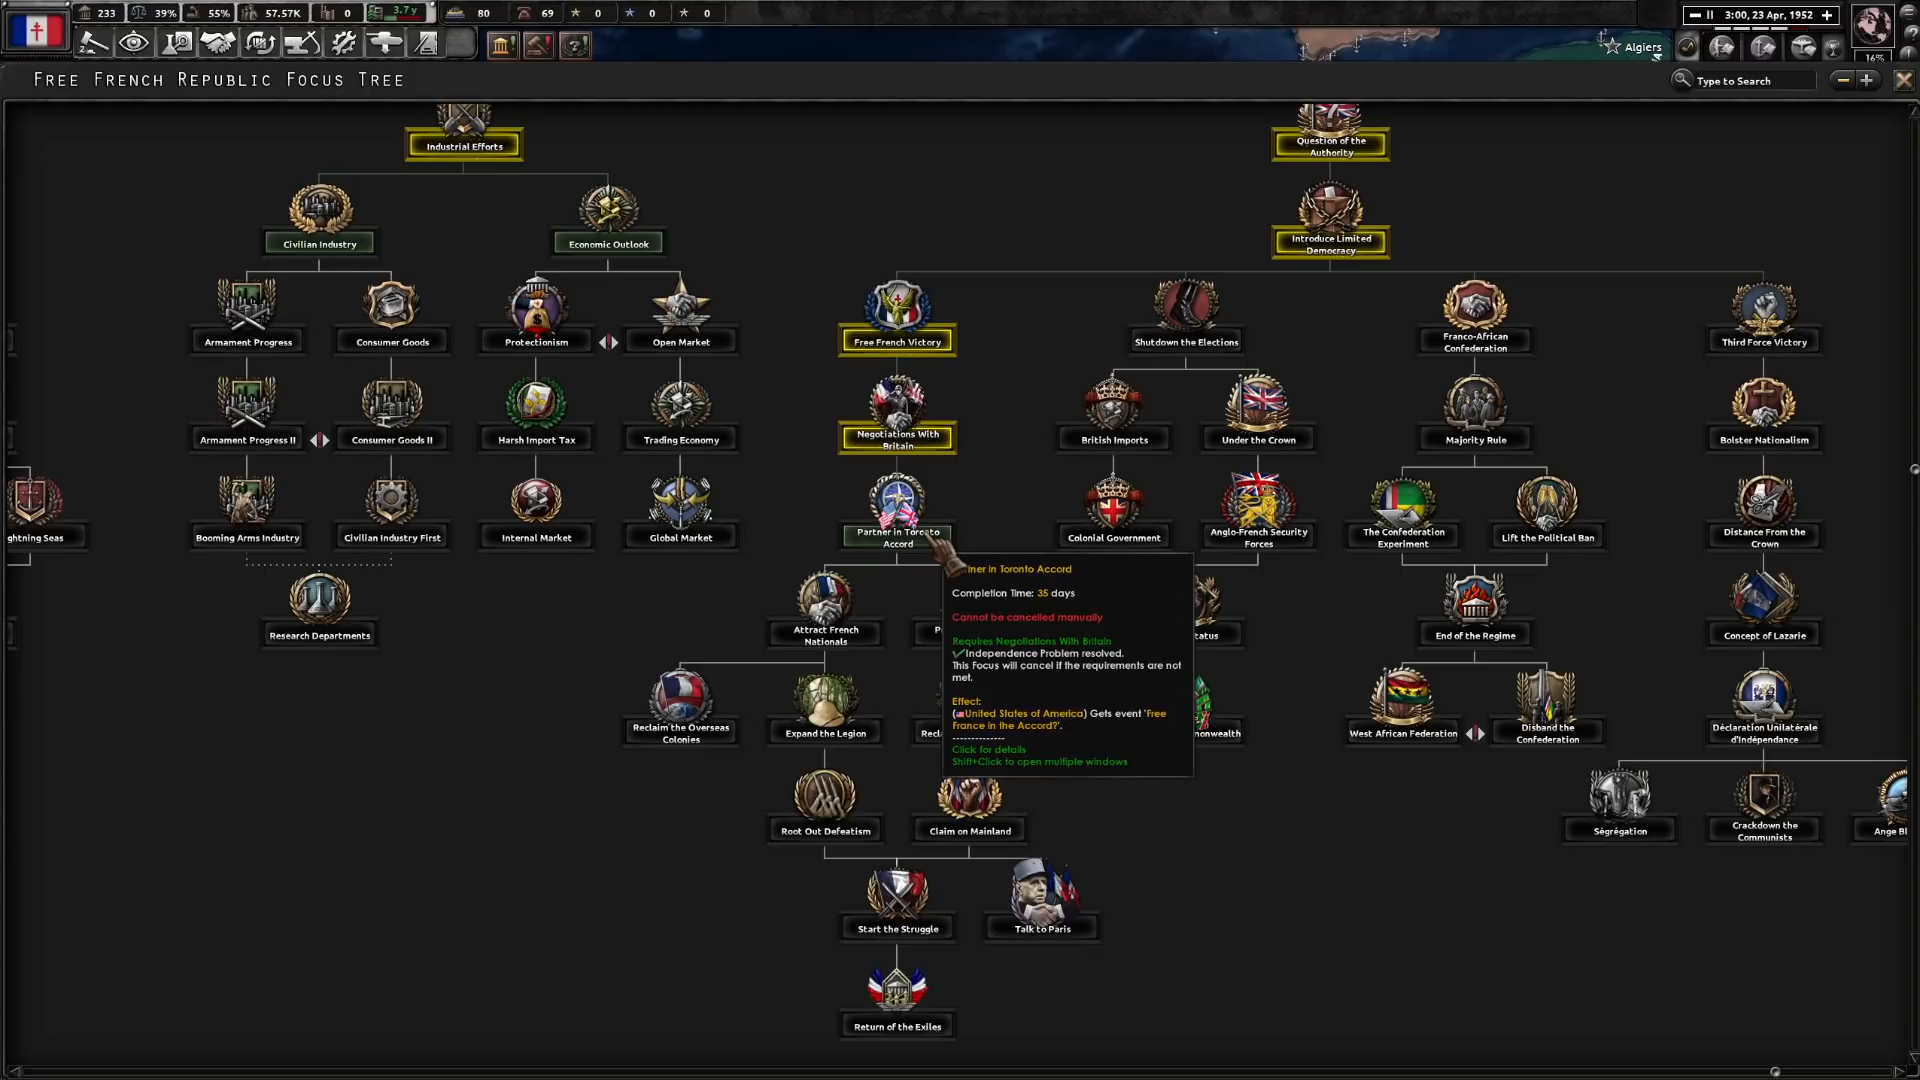 233
39%
55%
57.57K
0
3.7 y
80
69
0
0
0
3:00, 23 Apr, 1952
Algiers
16%
FREE FRENCH REPUBLIC FOCUS TREE
Type to Search
Industrial Efforts
Question of the
Authority
Civilian Industry
Economic Outlook
Introduce Limited
Democracy
Armament Progress
Consumer Goods
Protectionism
Open Market
Free French Victory
Shutdown the Elections
Franco-African
Confederation
Third Force Victory
Armament Progress II
Consumer Goods II
Harsh Import Tax
Trading Economy
Negotiations With
Britain
British Imports
Under the Crown
Majority Rule
Bolster Nationalism
ghtning Seas
Booming Arms Industry
Civilian Industry First
Internal Market
Global Market
Partner in Toronto
Accord
Colonial Government
Anglo-French Security
Forces
The Confederation
Experiment
Lift the Political Ban
Distance From the
Crown
iner in Toronto Accord
Completion Time: 35 days
Cannot be cancelled manually
Requires Negotiations With Britain
Independence Problem resolved.
This Focus will cancel if the requirements are not
met.
Effect:
(United States of America) Gets event 'Free
France in the Accord?'.
--------------
Click for details
Shift+Click to open multiple windows
Research Departments
Attract French
Nationals
P
tatus
End of the Regime
Concept of Lazarie
Reclaim the Overseas
Colonies
Expand the Legion
Recl
nonwealth
West African Federation
Disband the
Confederation
Déclaration Unilatérale
d'Indépendance
Root Out Defeatism
Claim on Mainland
Ségrégation
Crackdown the
Communists
Ange Bl
Start the Struggle
Talk to Paris
Return of the Exiles